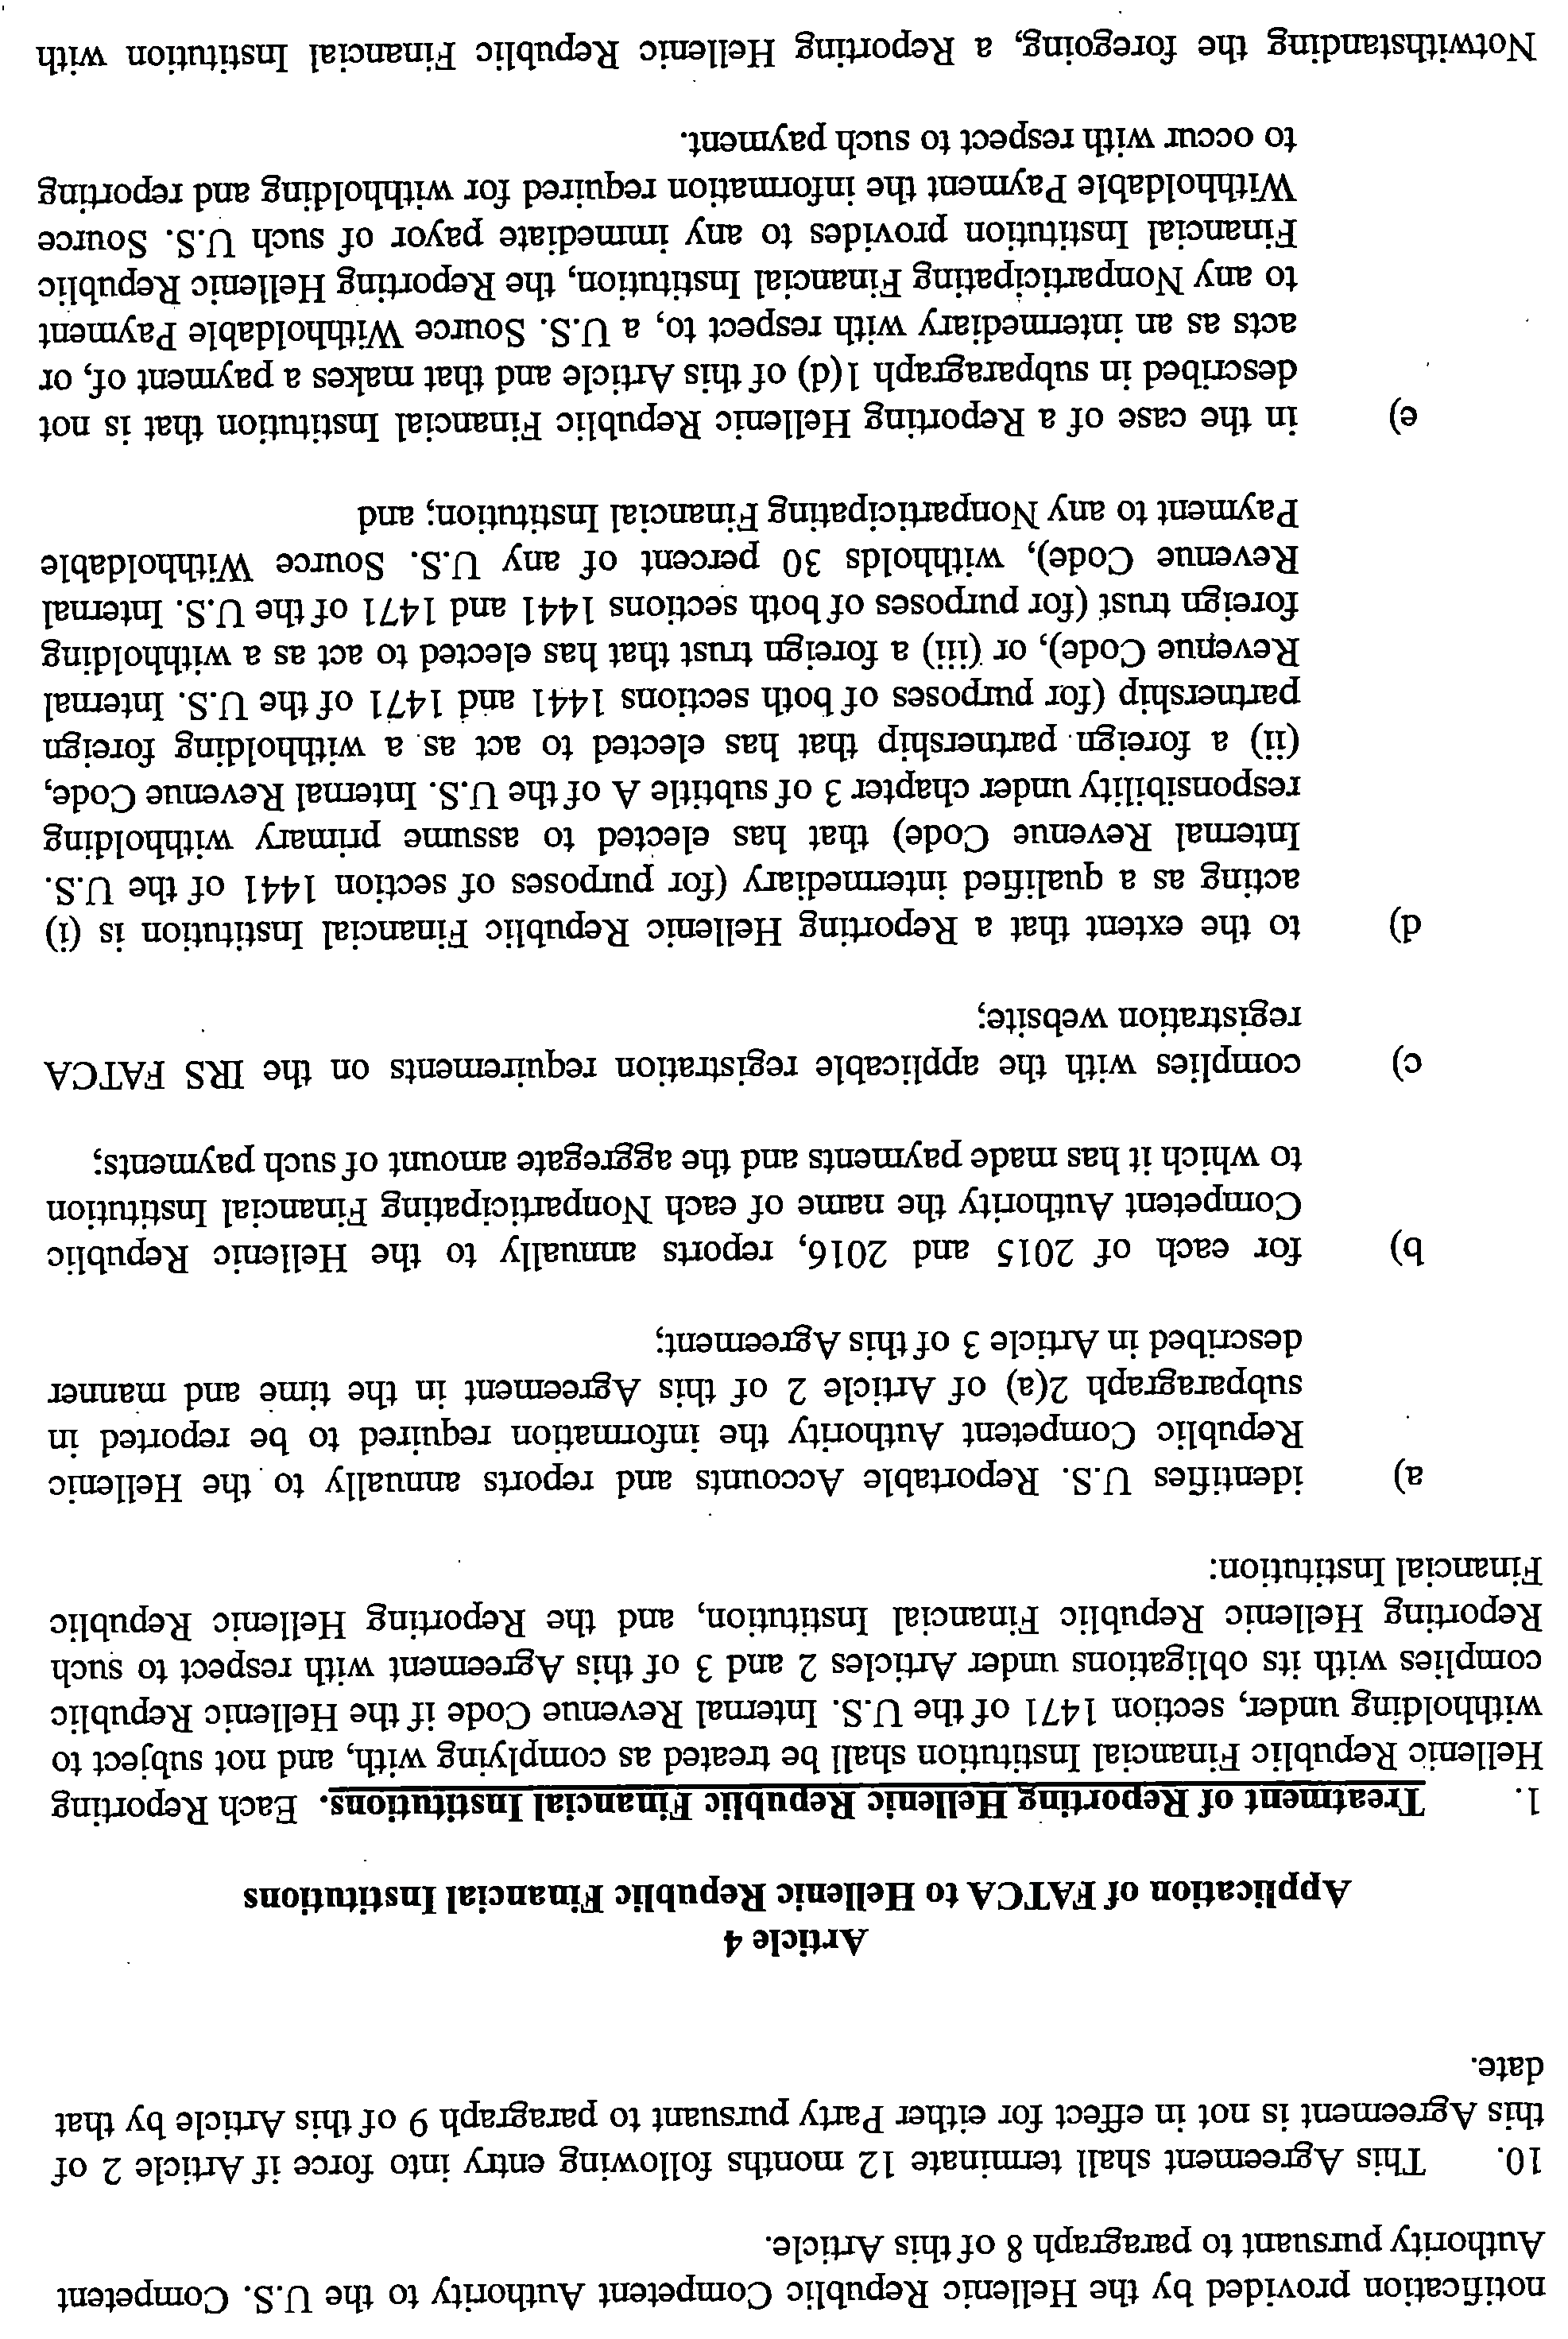 notification provided by the Hellenic Republic Competent Authority to the U.S. Competent
Authority pursuant to paragraph 8 of this Article.
10. This Agreement shall terminate 12 months following entry into force if Article 2 of
this Agreement is not in effect for either Party pursuant to paragraph 9 of this Article by that
date.
Article 4
Application of FATCA to Hellenic Republic Financial Institutions
1. Treatment of Reporting Hellenic Republic Financial Institutions. Each Reporting
Hellenic Republic Financial Institution shall be treated as complying with, and not subject to
withholding under, section 1471 of the U.S. Internal Revenue Code if the Hellenic Republic
complies with its obligations under Articles 2 and 3 of this Agreement with respect to such
Reporting Hellenic Republic Financial Institution, and the Reporting Hellenic Republic
Financial Institution:
a) identifies U.S. Reportable Accounts and reports annually to the Hellenic
Republic Competent Authority the information required to be reported in
subparagraph 2(a) of Article 2 of this Agreement in the time and manner
described in Article 3 of this Agreement;
b) for each of 2015 and 2016, reports annually to the Hellenic Republic
Competent Authority the name of each Nonparticipating Financial Institution
to which it has made payments and the aggregate amount of such payments;
c) complies with the applicable registration requirements on the IRS FATCA
registration website;
d) to the extent that a Reporting Hellenic Republic Financial Institution is (i)
acting as a qualified intermediary (for purposes of section 1441 of the U.S.
Internal Revenue Code) that has elected to assume primary withholding
responsibility under chapter 3 of subtitle A of the U.S. Internal Revenue Code,
(ii) a foreign partnership that has elected to act as a withholding foreign
partnership (for purposes of both sections 1441 and 1471 of the U.S. Internal
Revenue Code), or (iii) a foreign trust that has elected to act as a withholding
foreign trust (for purposes of both sections 1441 and 1471 of the U.S. Internal
Revenue Code), withholds 30 percent of any U.S. Source Withholdable
Payment to any Nonparticipating Financial Institution; and
e) in the case of a Reporting Hellenic Republic Financial Institution that is not
described in subparagraph 1(d) of this Article and that makes a payment of, or
acts as an intermediary with respect to, a U.S. Source Withholdable Payment
to any Nonparticipating Financial Institution, the Reporting Hellenic Republic
Financial Institution provides to any immediate payor of such U.S. Source
Withholdable Payment the information required for withholding and reporting
to occur with respect to such payment.
Notwithstanding the foregoing, a Reporting Hellenic Republic Financial Institution with